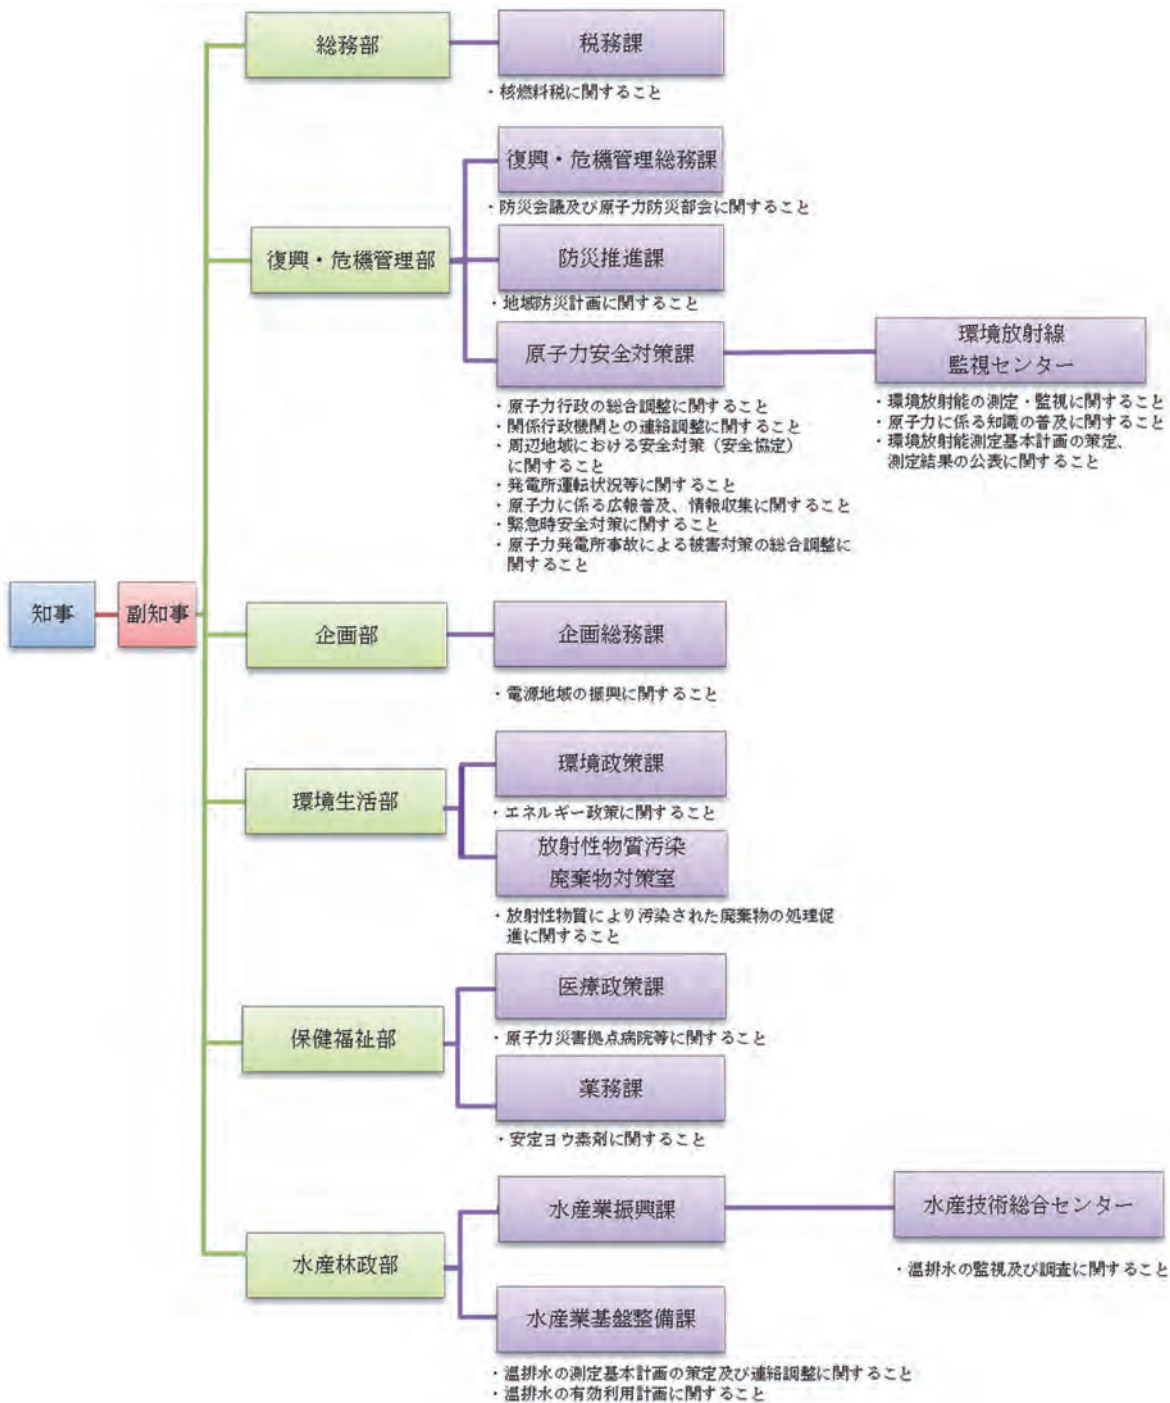 総務部
税務課
・核燃料税に関すること
復興・危機管理部
復興・危機管理総務課
・防災会議及び原子力防災部会に関すること
防災推進課
・地域防災計画に関すること
原子力安全対策課
・原子力行政の総合調整に関すること
・関係行政機関との連絡調整に関すること
・周辺地域における安全対策（安全協定）
に関すること
・発電所運転状況等に関すること
・原子力に係る広報普及、情報収集に関すること
・緊急時安全対策に関すること
・原子力発電所事故による被害対策の総合調整に
関すること
環境放射線
監視センター
・環境放射能の測定・監視に関すること
・原子力に係る知識の普及に関すること
・環境放射能測定基本計画の策定、
測定結果の公表に関すること
知事
副知事
企画部
企画総務課
・電源地域の振興に関すること
環境生活部
環境政策課
・エネルギー政策に関すること
放射性物質汚染
廃棄物対策室
・放射性物質により汚染された廃棄物の処理促
進に関すること
保健福祉部
医療政策課
・原子力災害拠点病院等に関すること
薬務課
・安定ヨウ素剤に関すること
水産林政部
水産業振興課
水産技術総合センター
・温排水の監視及び調査に関すること
水産業基盤整備課
・温排水の測定基本計画の策定及び連絡調整に関すること
・温排水の有効利用計画に関すること